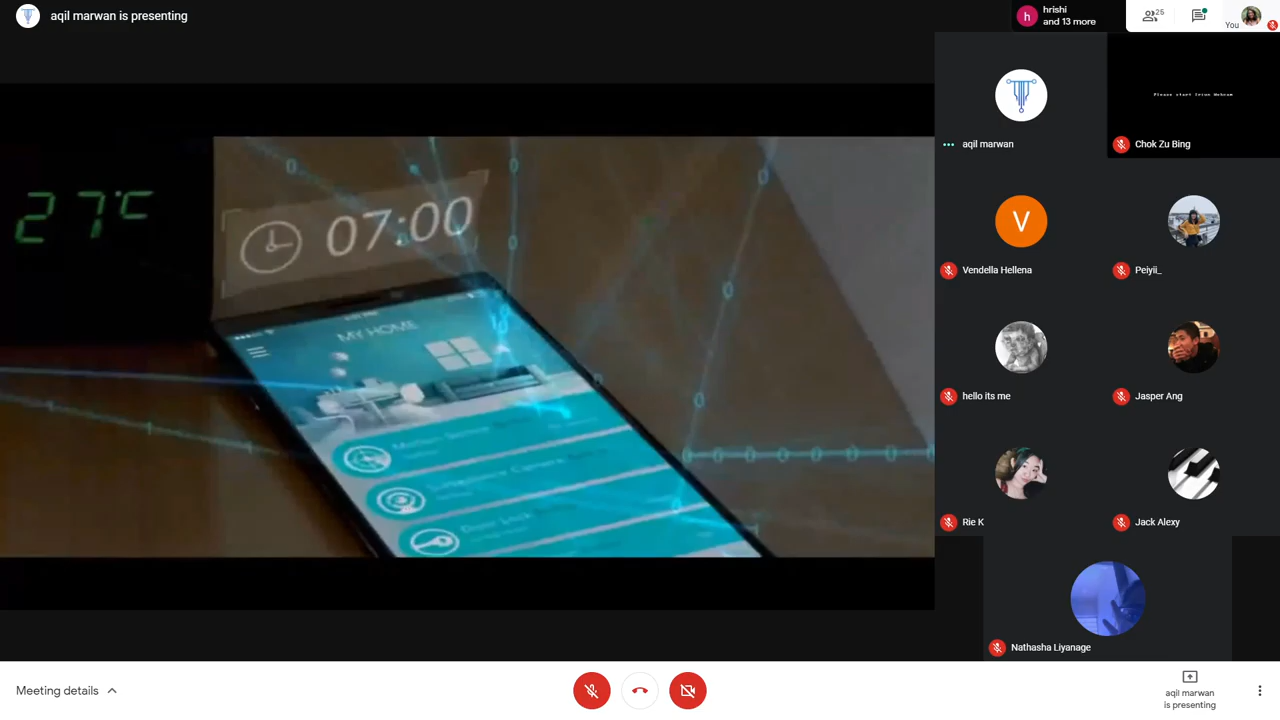 aqil marwan is presenting
hrishi
and 13 more
25
You
27°C
07:00
MY HOME
aqil marwan
Chok Zu Bing
V
Vendella Hellena
Peiyii_
hello its me
Jasper Ang
Rie K
Jack Alexy
Nathasha Liyanage
Meeting details
aqil marwan
is presenting
h